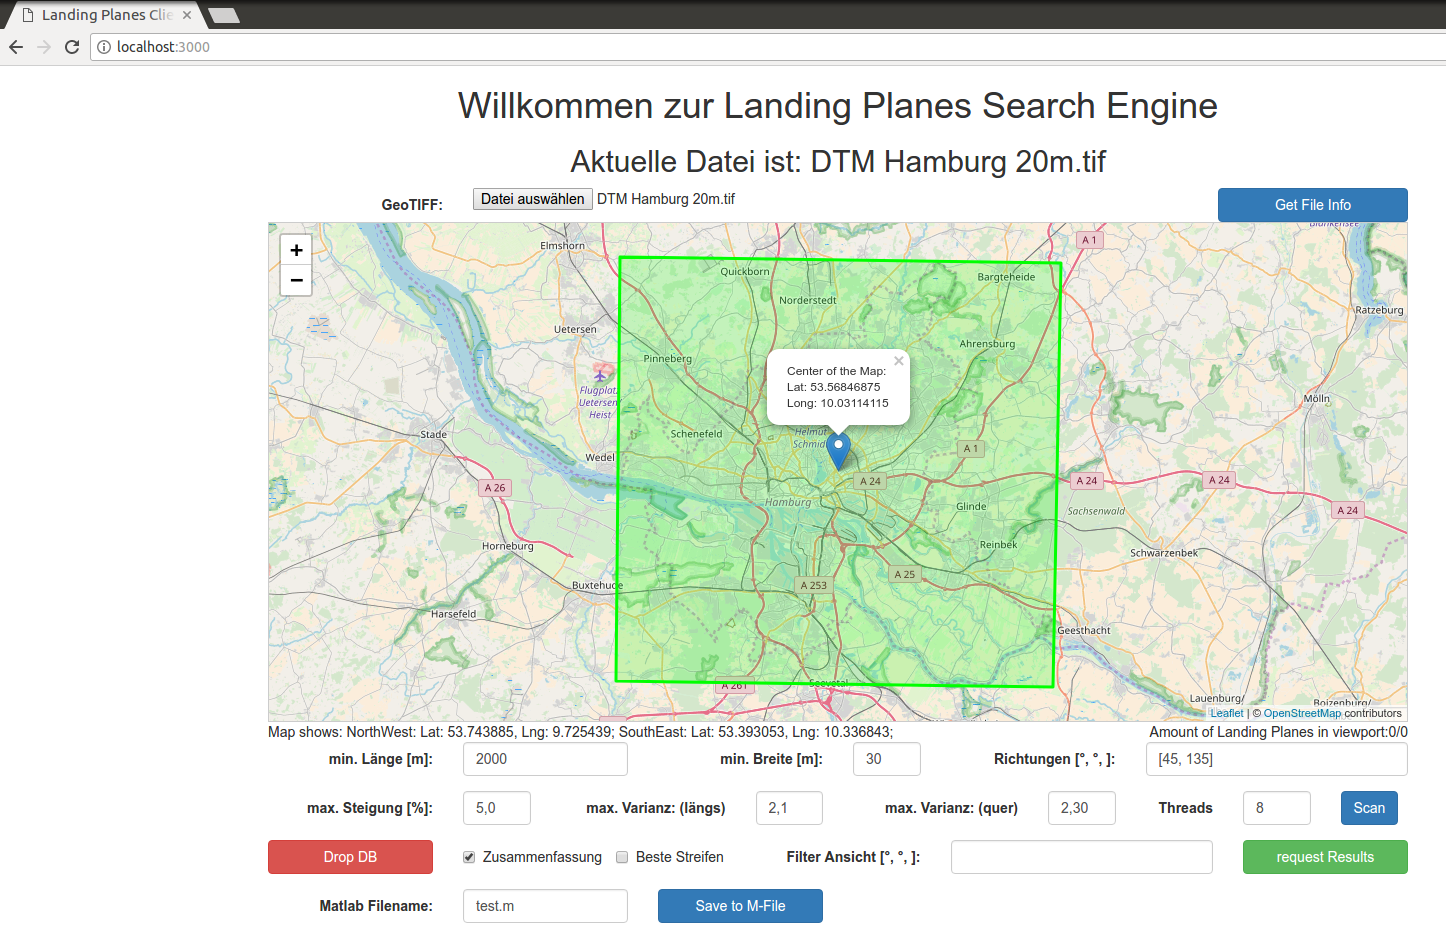 Landing Planes Clie
localhost:3000
Willkommen zur Landing Planes Search Engine
Aktuelle Datei ist: DTM Hamburg 20m.tif
GeoTIFF: Datei auswählen DTM Hamburg 20m.tif Get File Info
+
−
Elmshorn
A 1
Blankensee
Quickborn
Bargteheide
Norderstedt
Ratzeburg
Uetersen
Ahrensburg
Pinneberg
Center of the Map:
Lat: 53.56846875
Long: 10.03114115
Flugplatz
Uetersen/
Heist
Mölln
Stade
Schenefeld
Helmut
Schmid
A 1
Wedel
A 26
A 24
A 24
A 24
Hamburg
Glinde
Sachsenwald
A 24
Horneburg
Reinbek
Schwarzenbek
Buxtehude
A 253
A 25
Harsefeld
Geesthacht
A 261
Seevetal
Lauenburg/
Boizenburg/
Leaflet | © OpenStreetMap contributors
Map shows: NorthWest: Lat: 53.743885, Lng: 9.725439; SouthEast: Lat: 53.393053, Lng: 10.336843; Amount of Landing Planes in viewport:0/0
min. Länge [m]: 2000 min. Breite [m]: 30 Richtungen [°, °, ]: [45, 135]
max. Steigung [%]: 5,0 max. Varianz: (längs) 2,1 max. Varianz: (quer) 2,30 Threads 8 Scan
Drop DB Zusammenfassung Beste Streifen Filter Ansicht [°, °, ]: request Results
Matlab Filename: test.m Save to M-File